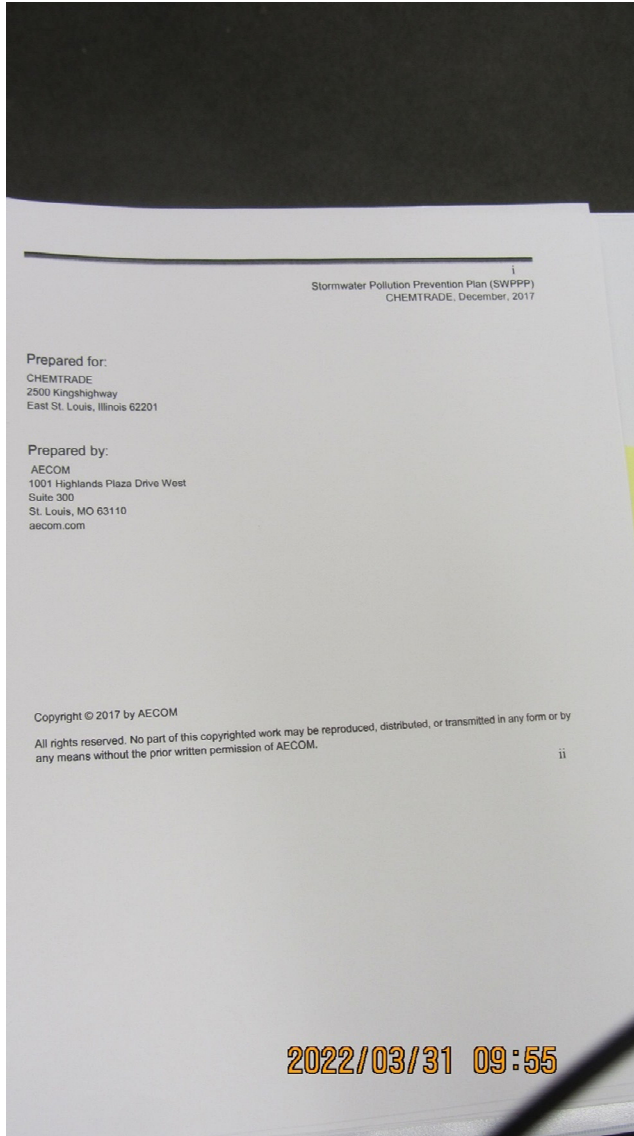 i
Stormwater Pollution Prevention Plan (SWPPP)
CHEMTRADE, December, 2017
Prepared for:
CHEMTRADE
2500 Kingshighway
East St. Louis, Illinois 62201
Prepared by:
AECOM
1001 Highlands Plaza Drive West
Suite 300
St. Louis, MO 63110
aecom.com
Copyright © 2017 by AECOM
All rights reserved. No part of this copyrighted work may be reproduced, distributed, or transmitted in any form or by
any means without the prior written permission of AECOM.
ii
2022/03/31 09:55